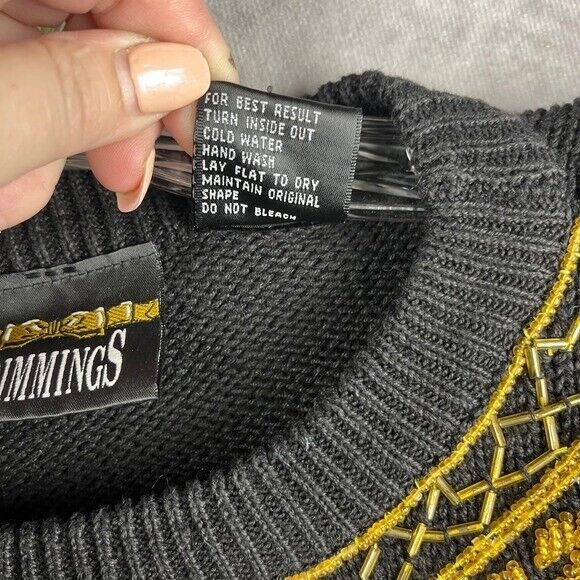 FOR BEST RESULT
TURN INSIDE OUT
COLD WATER
HAND WASH
LAY FLAT TO DRY
MAINTAIN ORIGINAL
SHAPE
DO NOT BLEACH
IMMINGS